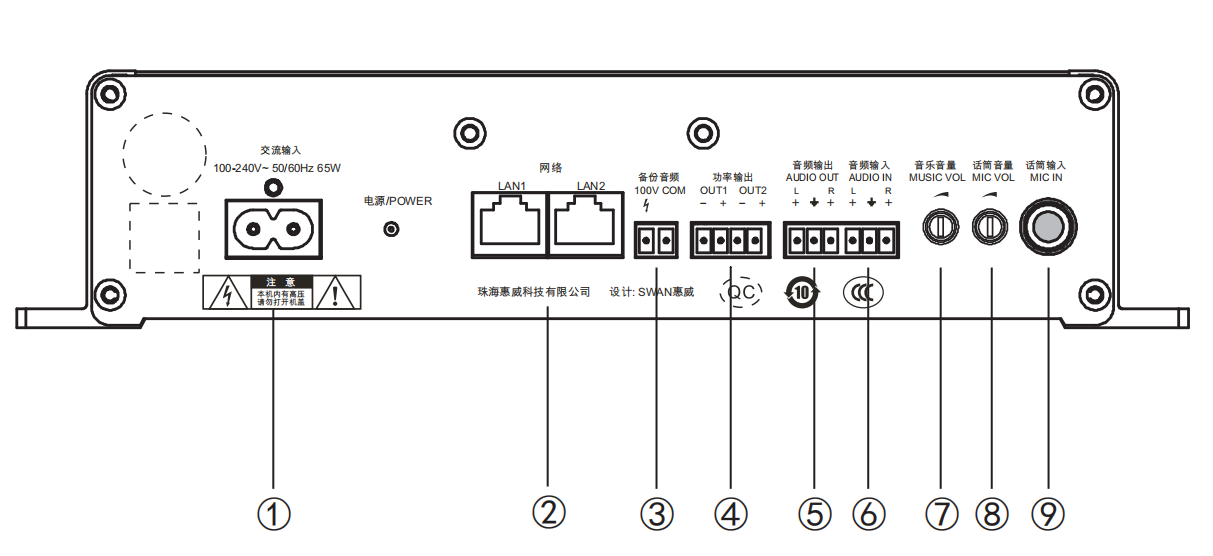 交流输入
100-240V~ 50/60Hz 65W
电源/POWER
网络
LAN1 LAN2
备份音频
100V COM
功率输出
OUT1 OUT2
－ + － +
音频输出
AUDIO OUT
L R
+ +
音频输入
AUDIO IN
L R
+ +
音乐音量
MUSIC VOL
话筒音量
MIC VOL
话筒输入
MIC IN
注 意
本机内有高压
请勿打开机盖
!
珠海惠威科技有限公司 设计: SWAN惠威
QC
10
CCC
① ② ③ ④ ⑤ ⑥ ⑦ ⑧ ⑨